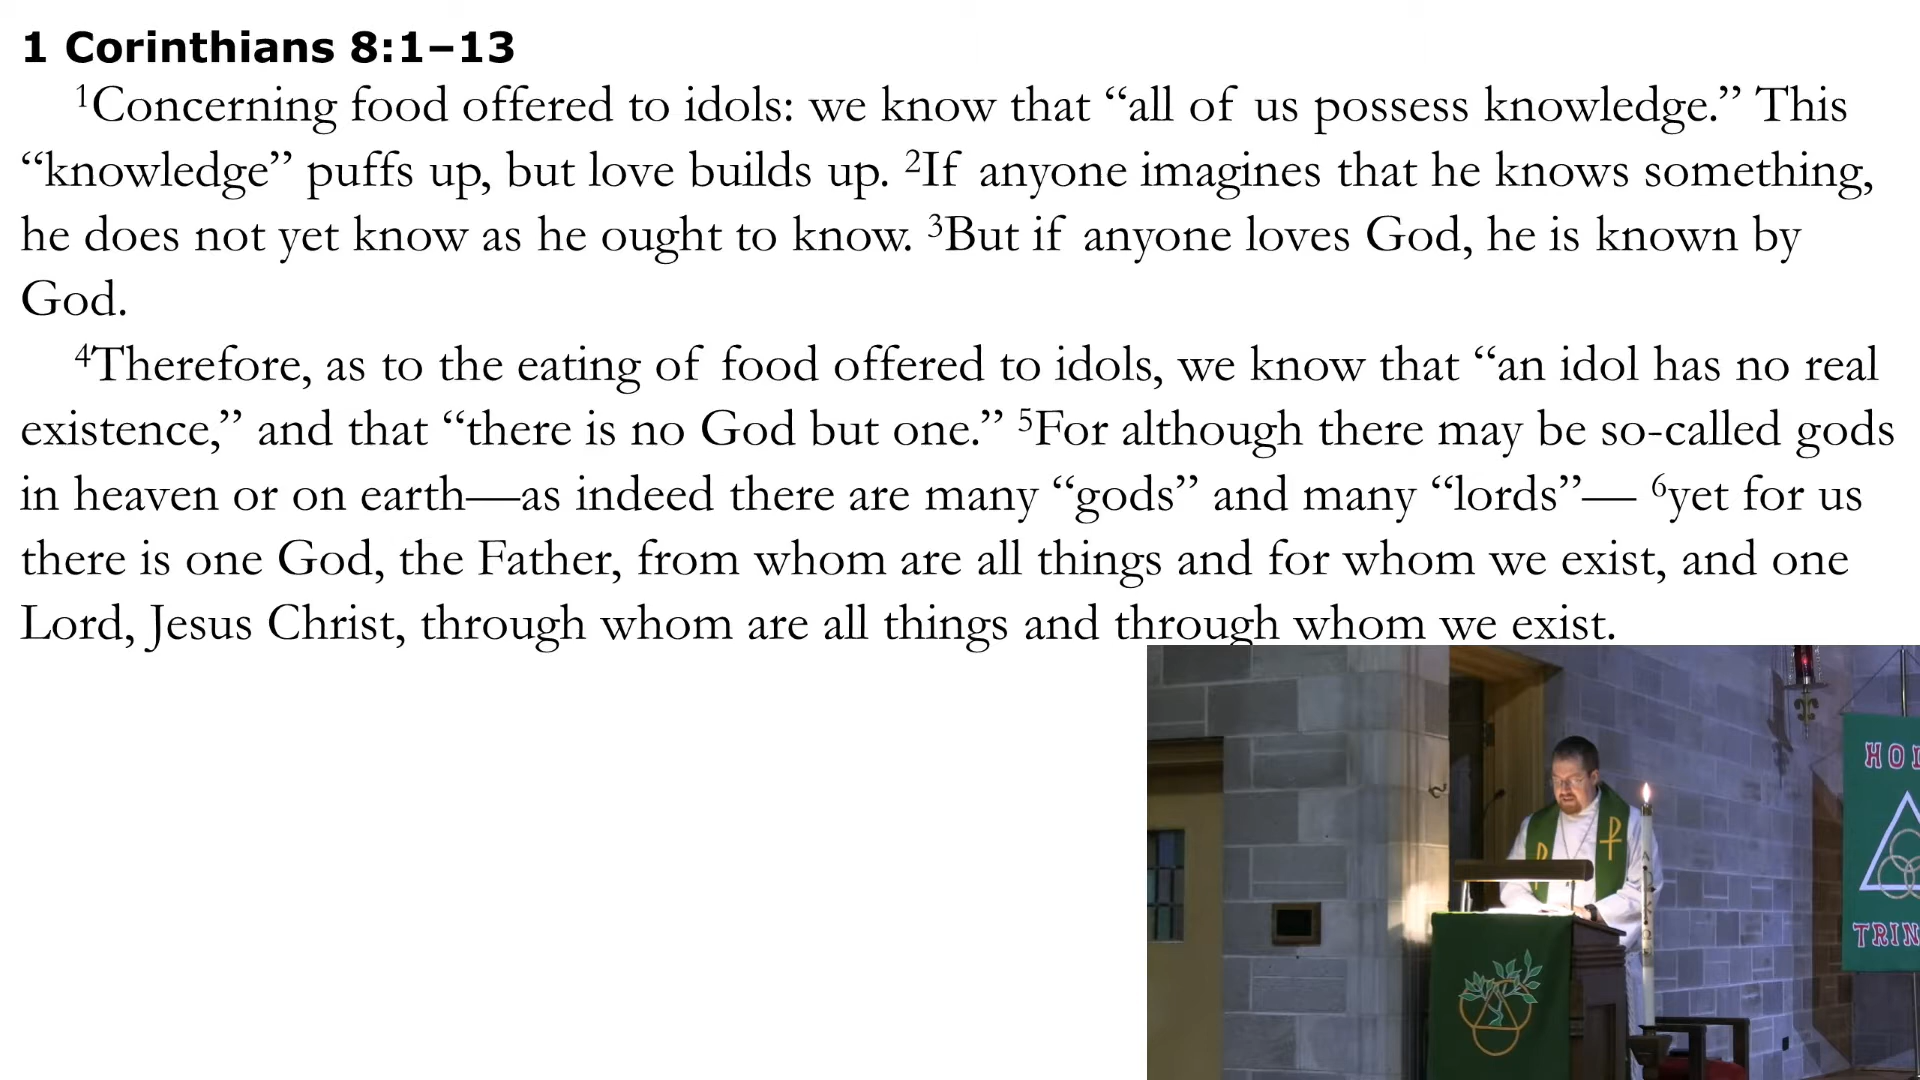 1 Corinthians 8:1–13
¹Concerning food offered to idols: we know that “all of us possess knowledge.” This
“knowledge” puffs up, but love builds up. ²If anyone imagines that he knows something,
he does not yet know as he ought to know. ³But if anyone loves God, he is known by
God.
⁴Therefore, as to the eating of food offered to idols, we know that “an idol has no real
existence,” and that “there is no God but one.” ⁵For although there may be so-called gods
in heaven or on earth—as indeed there are many “gods” and many “lords”— ⁶yet for us
there is one God, the Father, from whom are all things and for whom we exist, and one
Lord, Jesus Christ, through whom are all things and through whom we exist.
HO
TRIN